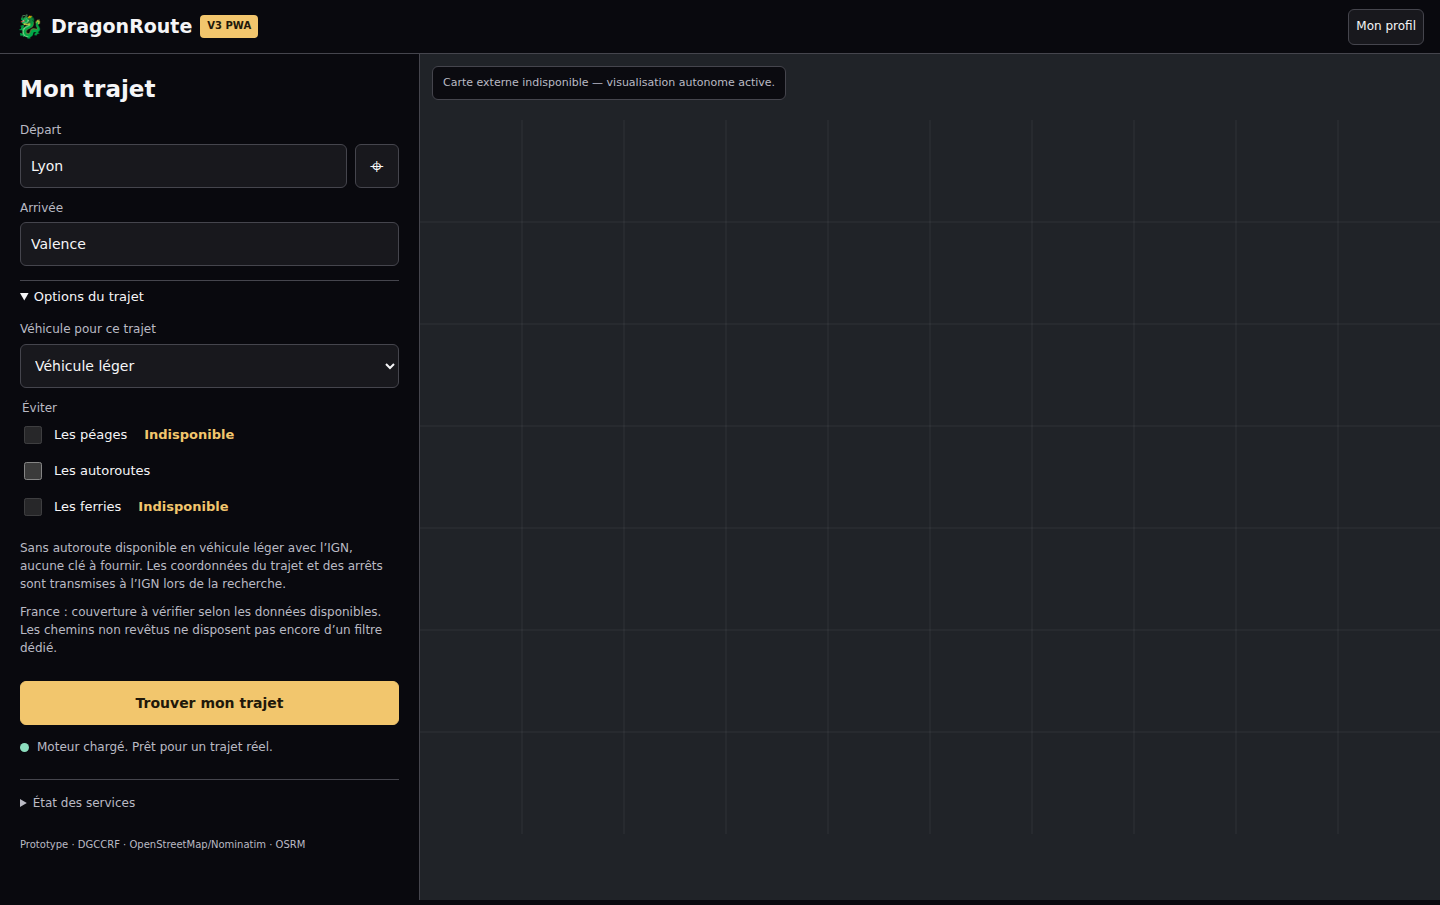 DragonRoute V3 PWA
Mon profil
Mon trajet
Départ
Lyon
Arrivée
Valence
Options du trajet
Véhicule pour ce trajet
Véhicule léger
Éviter
Les péages Indisponible
Les autoroutes
Les ferries Indisponible
Sans autoroute disponible en véhicule léger avec l’IGN,
aucune clé à fournir. Les coordonnées du trajet et des arrêts
sont transmises à l’IGN lors de la recherche.
France : couverture à vérifier selon les données disponibles.
Les chemins non revêtus ne disposent pas encore d’un filtre
dédié.
Trouver mon trajet
Moteur chargé. Prêt pour un trajet réel.
État des services
Prototype · DGCCRF · OpenStreetMap/Nominatim · OSRM
Carte externe indisponible — visualisation autonome active.